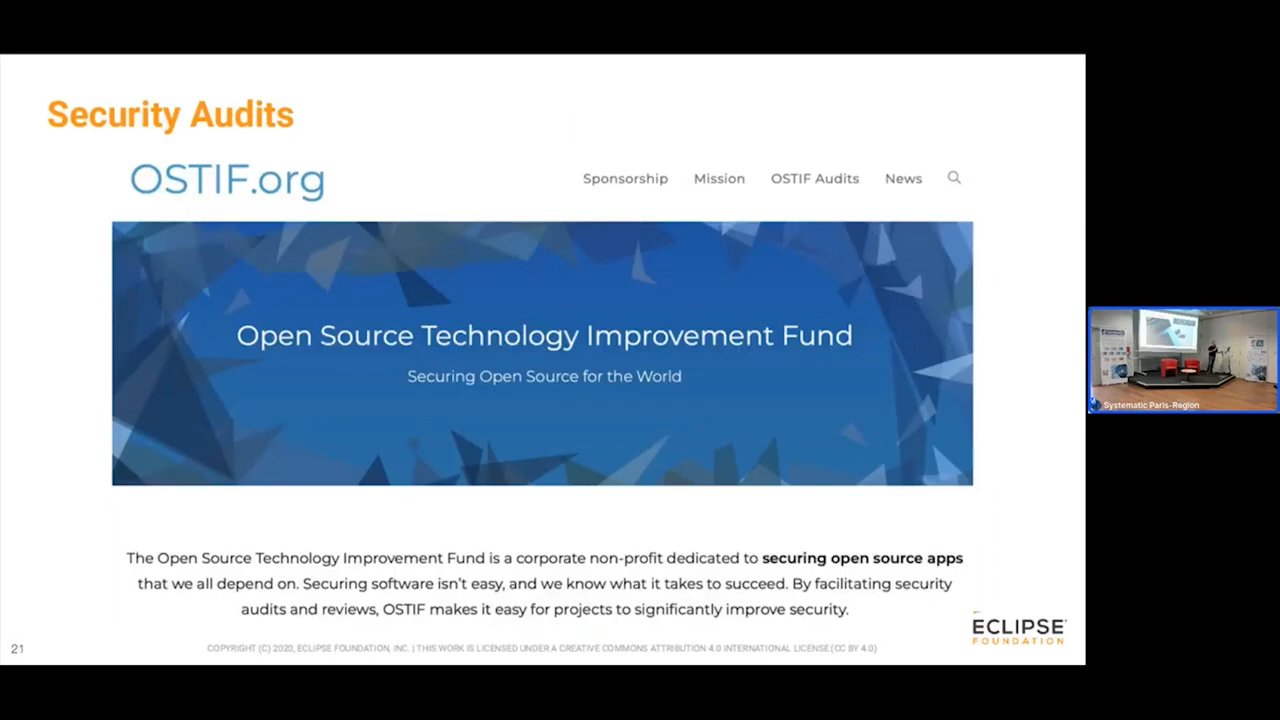 Security Audits
OSTIF.org
Sponsorship Mission OSTIF Audits News
Open Source Technology Improvement Fund
Securing Open Source for the World
The Open Source Technology Improvement Fund is a corporate non-profit dedicated to securing open source apps
that we all depend on. Securing software isn't easy, and we know what it takes to succeed. By facilitating security
audits and reviews, OSTIF makes it easy for projects to significantly improve security.
ECLIPSE
FOUNDATION
21
COPYRIGHT (C) 2020, ECLIPSE FOUNDATION, INC. | THIS WORK IS LICENSED UNDER A CREATIVE COMMONS ATTRIBUTION 4.0 INTERNATIONAL LICENSE (CC BY 4.0)
Systematic Paris-Region